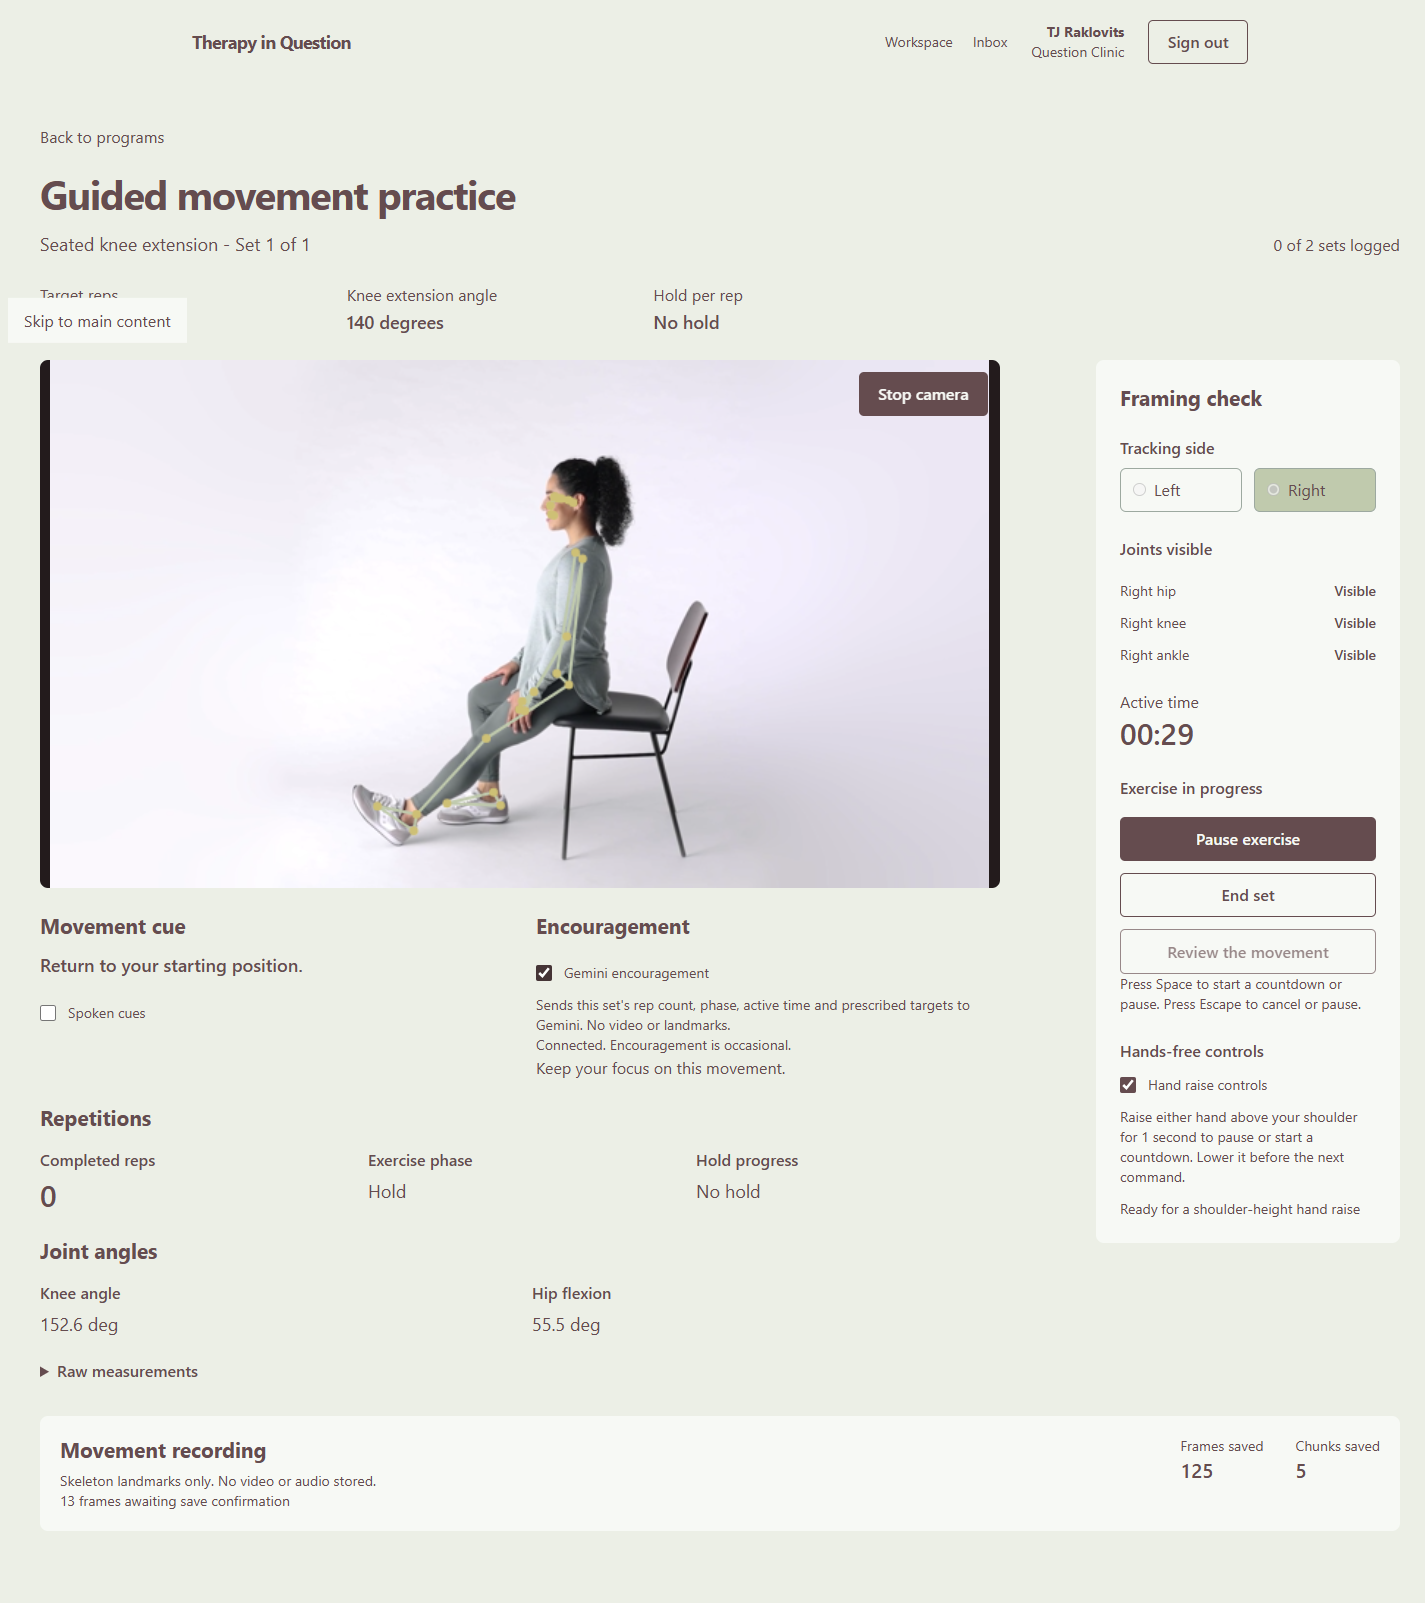 Therapy in Question
Workspace
Inbox
TJ Raklovits
Question Clinic
Sign out
Back to programs
Guided movement practice
Seated knee extension - Set 1 of 1
0 of 2 sets logged
Target reps
Skip to main content
Knee extension angle
140 degrees
Hold per rep
No hold
Stop camera
Framing check
Tracking side
Left
Right
Joints visible
Right hip Visible
Right knee Visible
Right ankle Visible
Active time
00:29
Exercise in progress
Pause exercise
End set
Review the movement
Press Space to start a countdown or
pause. Press Escape to cancel or pause.
Hands-free controls
Hand raise controls
Raise either hand above your shoulder
for 1 second to pause or start a
countdown. Lower it before the next
command.
Ready for a shoulder-height hand raise
Movement cue
Return to your starting position.
Spoken cues
Encouragement
Gemini encouragement
Sends this set's rep count, phase, active time and prescribed targets to
Gemini. No video or landmarks.
Connected. Encouragement is occasional.
Keep your focus on this movement.
Repetitions
Completed reps
0
Exercise phase
Hold
Hold progress
No hold
Joint angles
Knee angle
152.6 deg
Hip flexion
55.5 deg
Raw measurements
Movement recording
Skeleton landmarks only. No video or audio stored.
13 frames awaiting save confirmation
Frames saved
125
Chunks saved
5